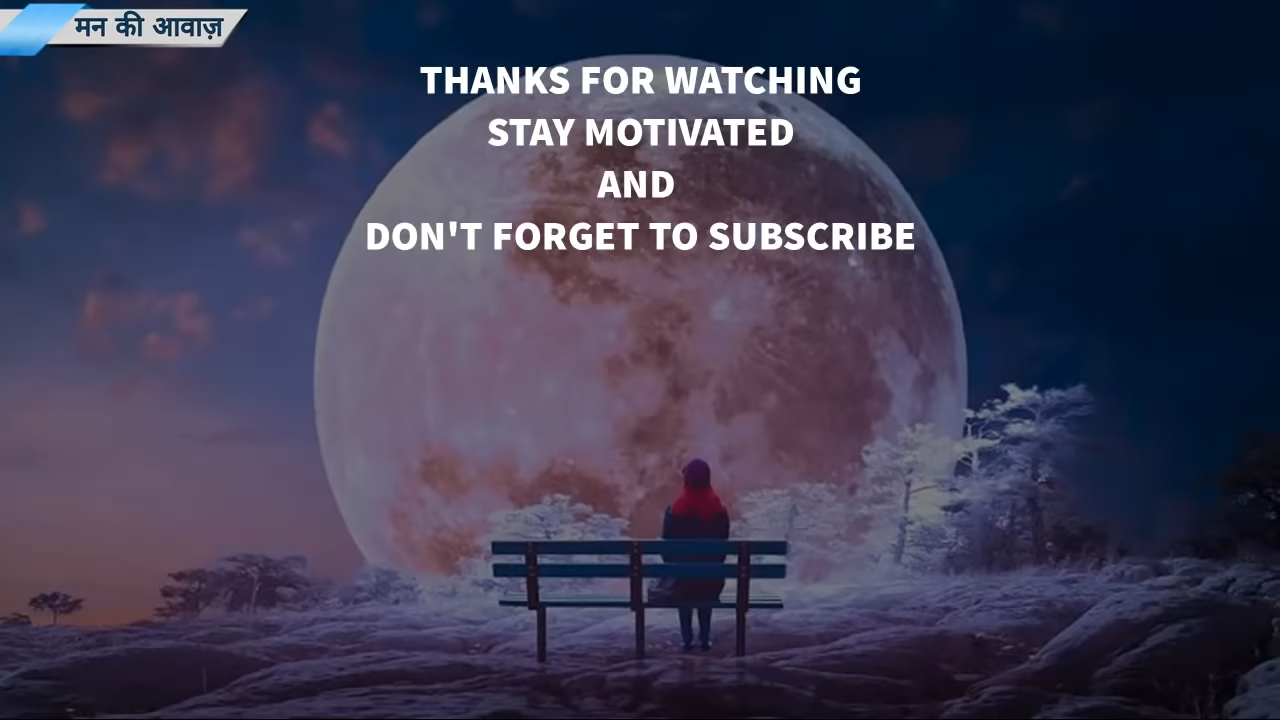 मन की आवाज़
THANKS FOR WATCHING
STAY MOTIVATED
AND
DON'T FORGET TO SUBSCRIBE